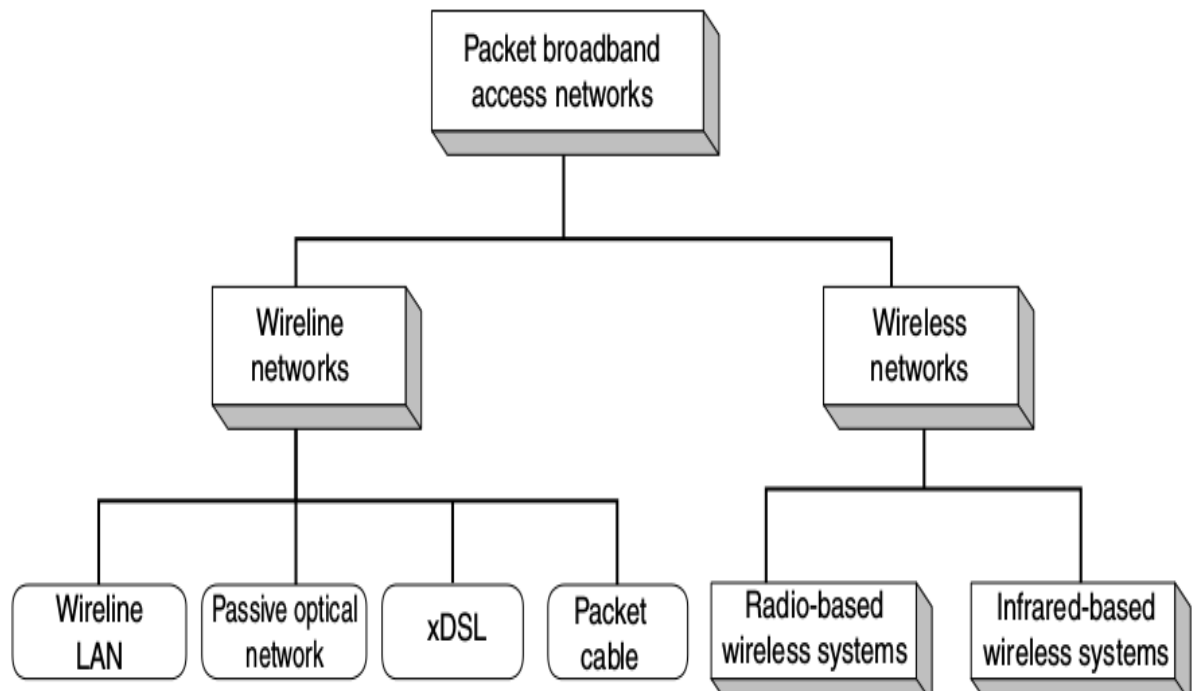 Packet broadband
access networks
Wireline
networks
Wireless
networks
Wireline
LAN
Passive optical
network
xDSL
Packet
cable
Radio-based
wireless systems
Infrared-based
wireless systems